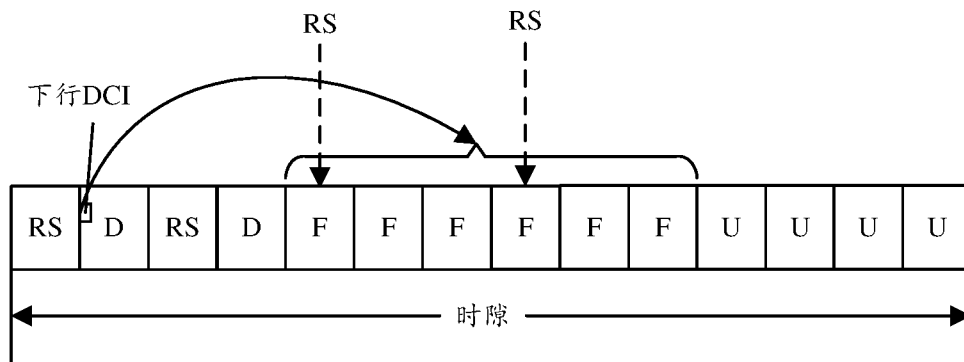 RS RS
下行DCI
RS D RS D F F F F F F U U U U
时隙